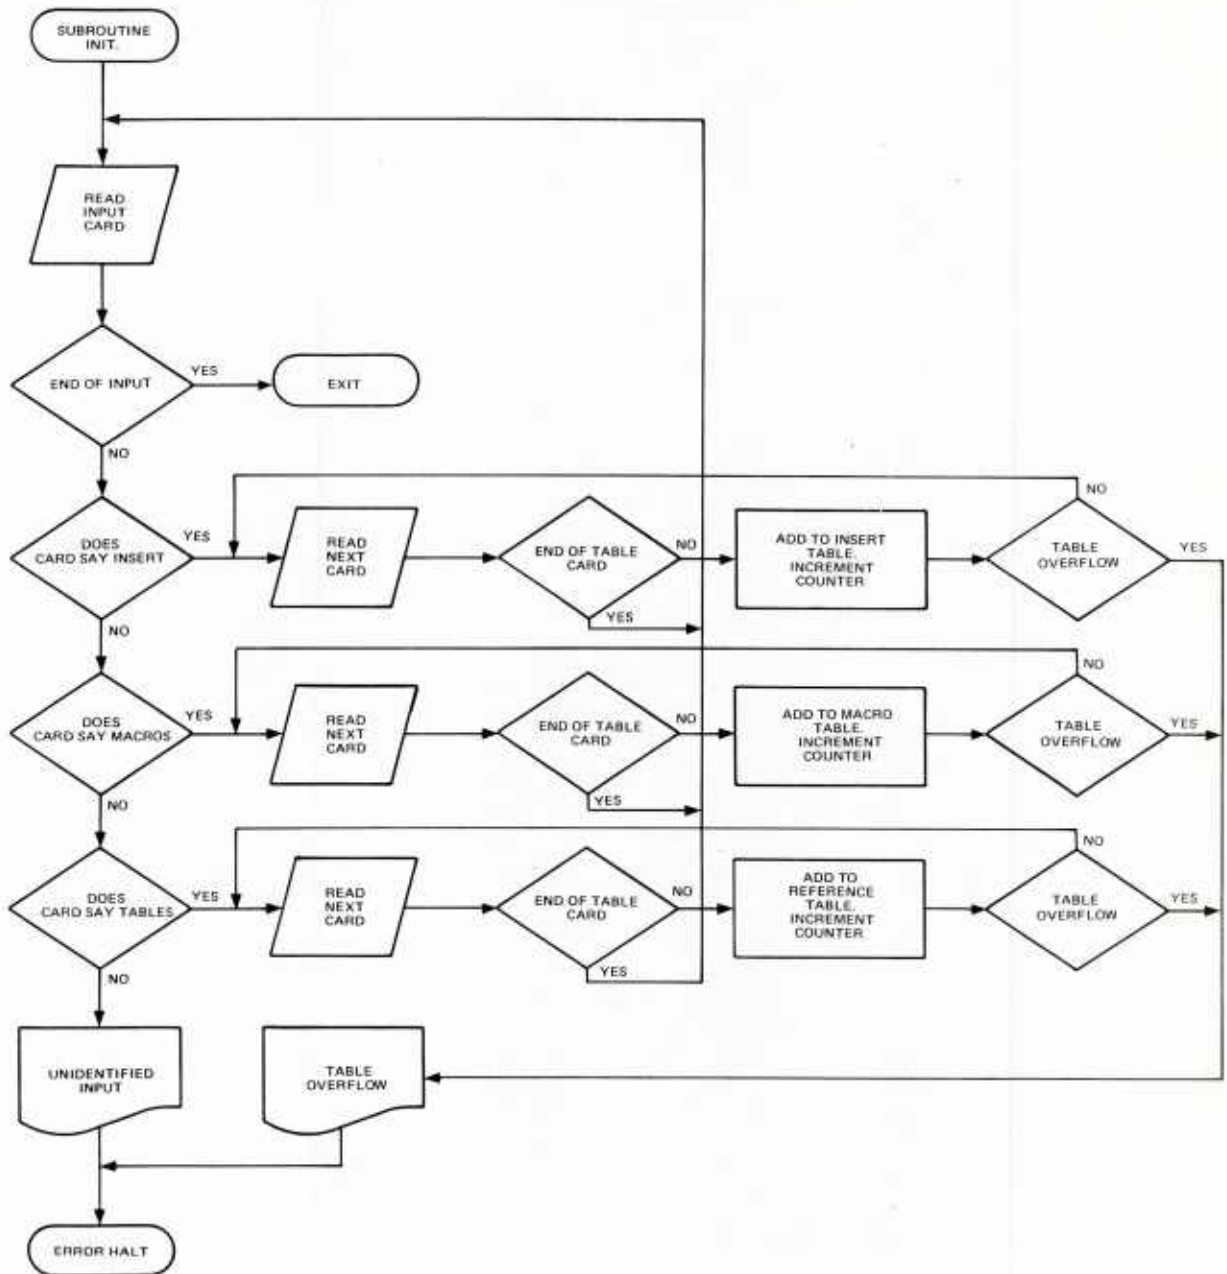 SUBROUTINE
INIT.
READ
INPUT
CARD
END OF INPUT
YES
EXIT
NO
DOES
CARD SAY INSERT
YES
READ
NEXT
CARD
END OF TABLE
CARD
NO
YES
ADD TO INSERT
TABLE.
INCREMENT
COUNTER
NO
TABLE
OVERFLOW
YES
NO
DOES
CARD SAY MACROS
YES
READ
NEXT
CARD
END OF TABLE
CARD
NO
YES
ADD TO MACRO
TABLE.
INCREMENT
COUNTER
NO
TABLE
OVERFLOW
YES
NO
DOES
CARD SAY TABLES
YES
READ
NEXT
CARD
END OF TABLE
CARD
NO
YES
ADD TO
REFERENCE
TABLE.
INCREMENT
COUNTER
NO
TABLE
OVERFLOW
YES
NO
UNIDENTIFIED
INPUT
TABLE
OVERFLOW
ERROR HALT